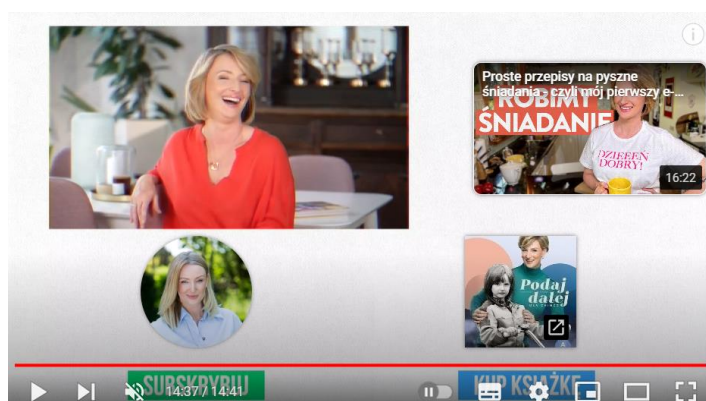 Proste przepisy na pyszne
śniadania - czyli mój pierwszy e-...
ROBIMY
ŚNIADANIE
DZIEEEŃ
DOBRY!
16:22
Podaj
dalej
SUBSKRYBUJ
14:37 / 14:41
KUP KSIĄŻKĘ